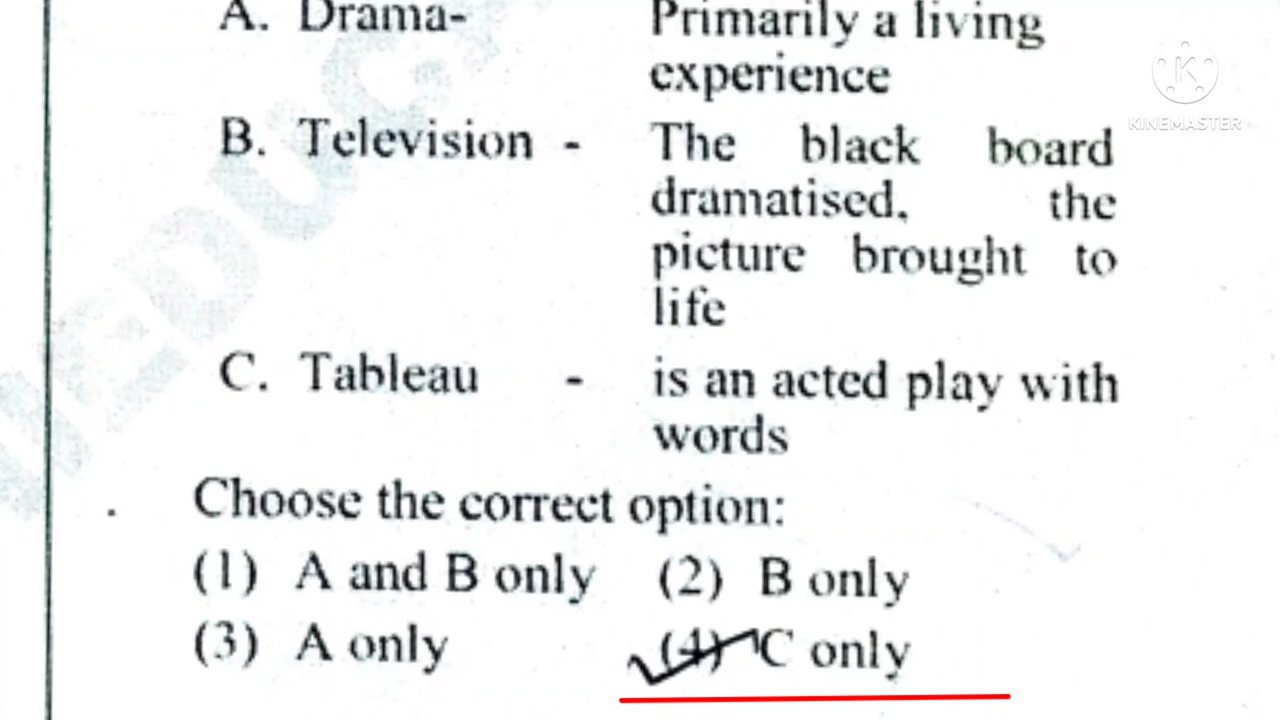 A. Drama- Primarily a living
experience
KINEMASTER
B. Television - The black board
dramatised, the
picture brought to
life
C. Tableau - is an acted play with
words
Choose the correct option:
(1) A and B only (2) B only
(3) A only (4) C only